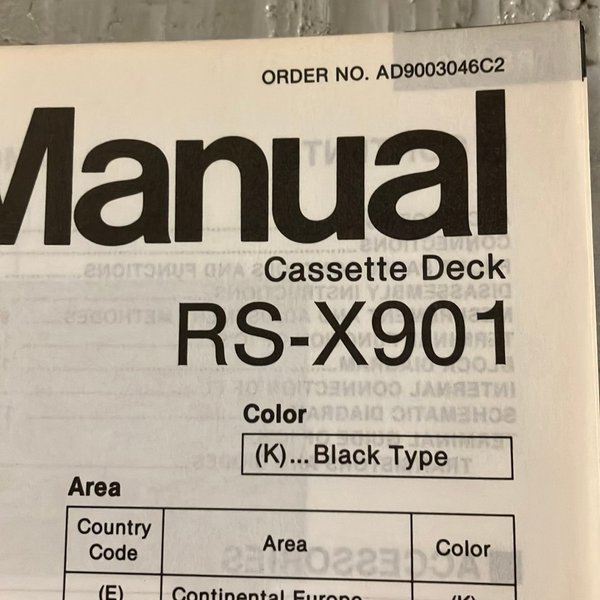 ORDER NO. AD9003046C2
Manual
Cassette Deck
RS-X901
Color
(K)...Black Type
Area
Country Code
Area
Color
(E)
Continental Europe
(K)